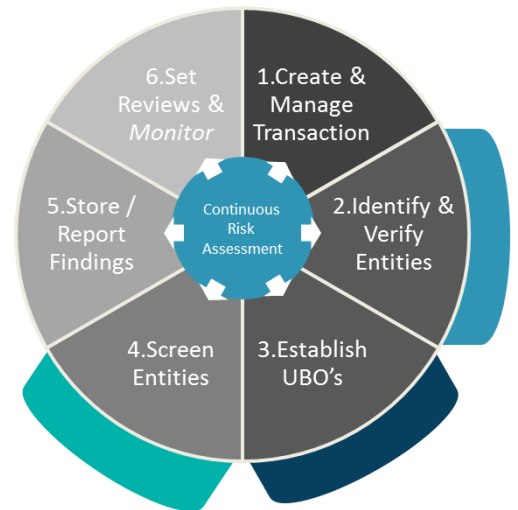 1.Create &
Manage
Transaction
2.Identify &
Verify
Entities
3.Establish
UBO’s
4.Screen
Entities
5.Store /
Report
Findings
6.Set
Reviews &
Monitor
Continuous
Risk
Assessment